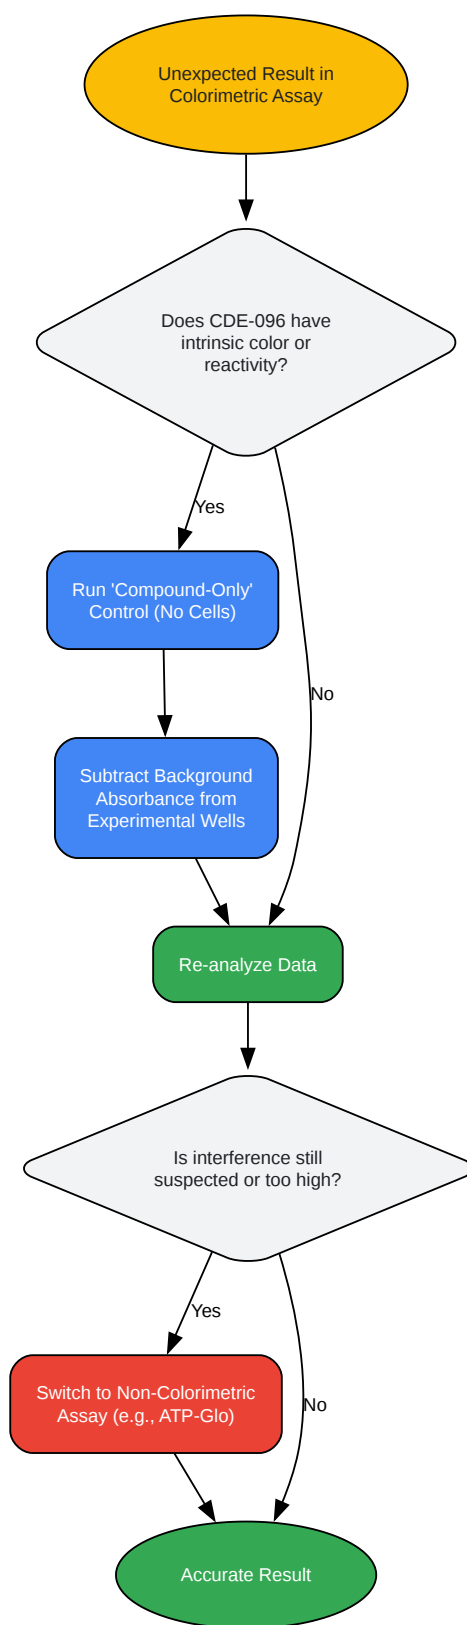 Unexpected Result in
Colorimetric Assay
Does CDE-096 have
intrinsic color or
reactivity?
Yes
Run 'Compound-Only'
Control (No Cells)
No
Subtract Background
Absorbance from
Experimental Wells
Re-analyze Data
Is interference still
suspected or too high?
Yes
Switch to Non-Colorimetric
Assay (e.g., ATP-Glo)
No
Accurate Result